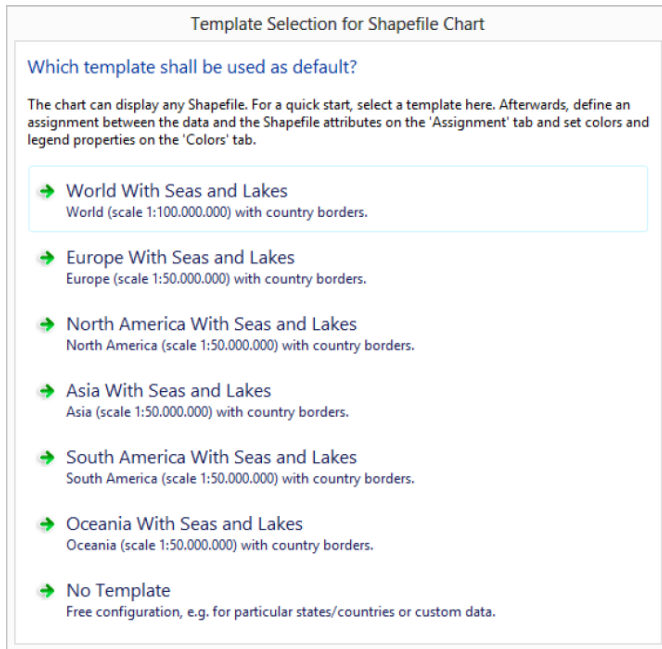 Template Selection for Shapefile Chart
Which template shall be used as default?
The chart can display any Shapefile. For a quick start, select a template here. Afterwards, define an
assignment between the data and the Shapefile attributes on the 'Assignment' tab and set colors and
legend properties on the 'Colors' tab.
World With Seas and Lakes
World (scale 1:100.000.000) with country borders.
Europe With Seas and Lakes
Europe (scale 1:50.000.000) with country borders.
North America With Seas and Lakes
North America (scale 1:50.000.000) with country borders.
Asia With Seas and Lakes
Asia (scale 1:50.000.000) with country borders.
South America With Seas and Lakes
South America (scale 1:50.000.000) with country borders.
Oceania With Seas and Lakes
Oceania (scale 1:50.000.000) with country borders.
No Template
Free configuration, e.g. for particular states/countries or custom data.